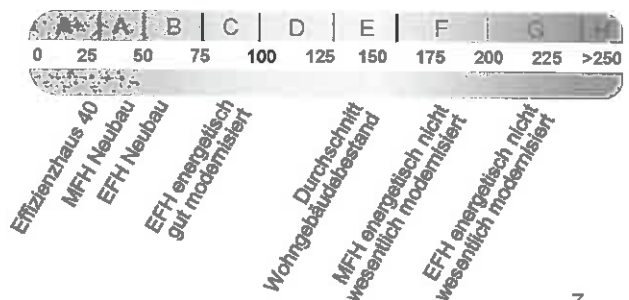 A+ A B C D E F G H
0 25 50 75 100 125 150 175 200 225 >250
Effizienzhaus 40
MFH Neubau
EFH Neubau
EFH energetisch
gut modernisiert
Durchschnitt
Wohngebäudebestand
MFH energetisch nicht
wesentlich modernisiert
EFH energetisch nicht
wesentlich modernisiert